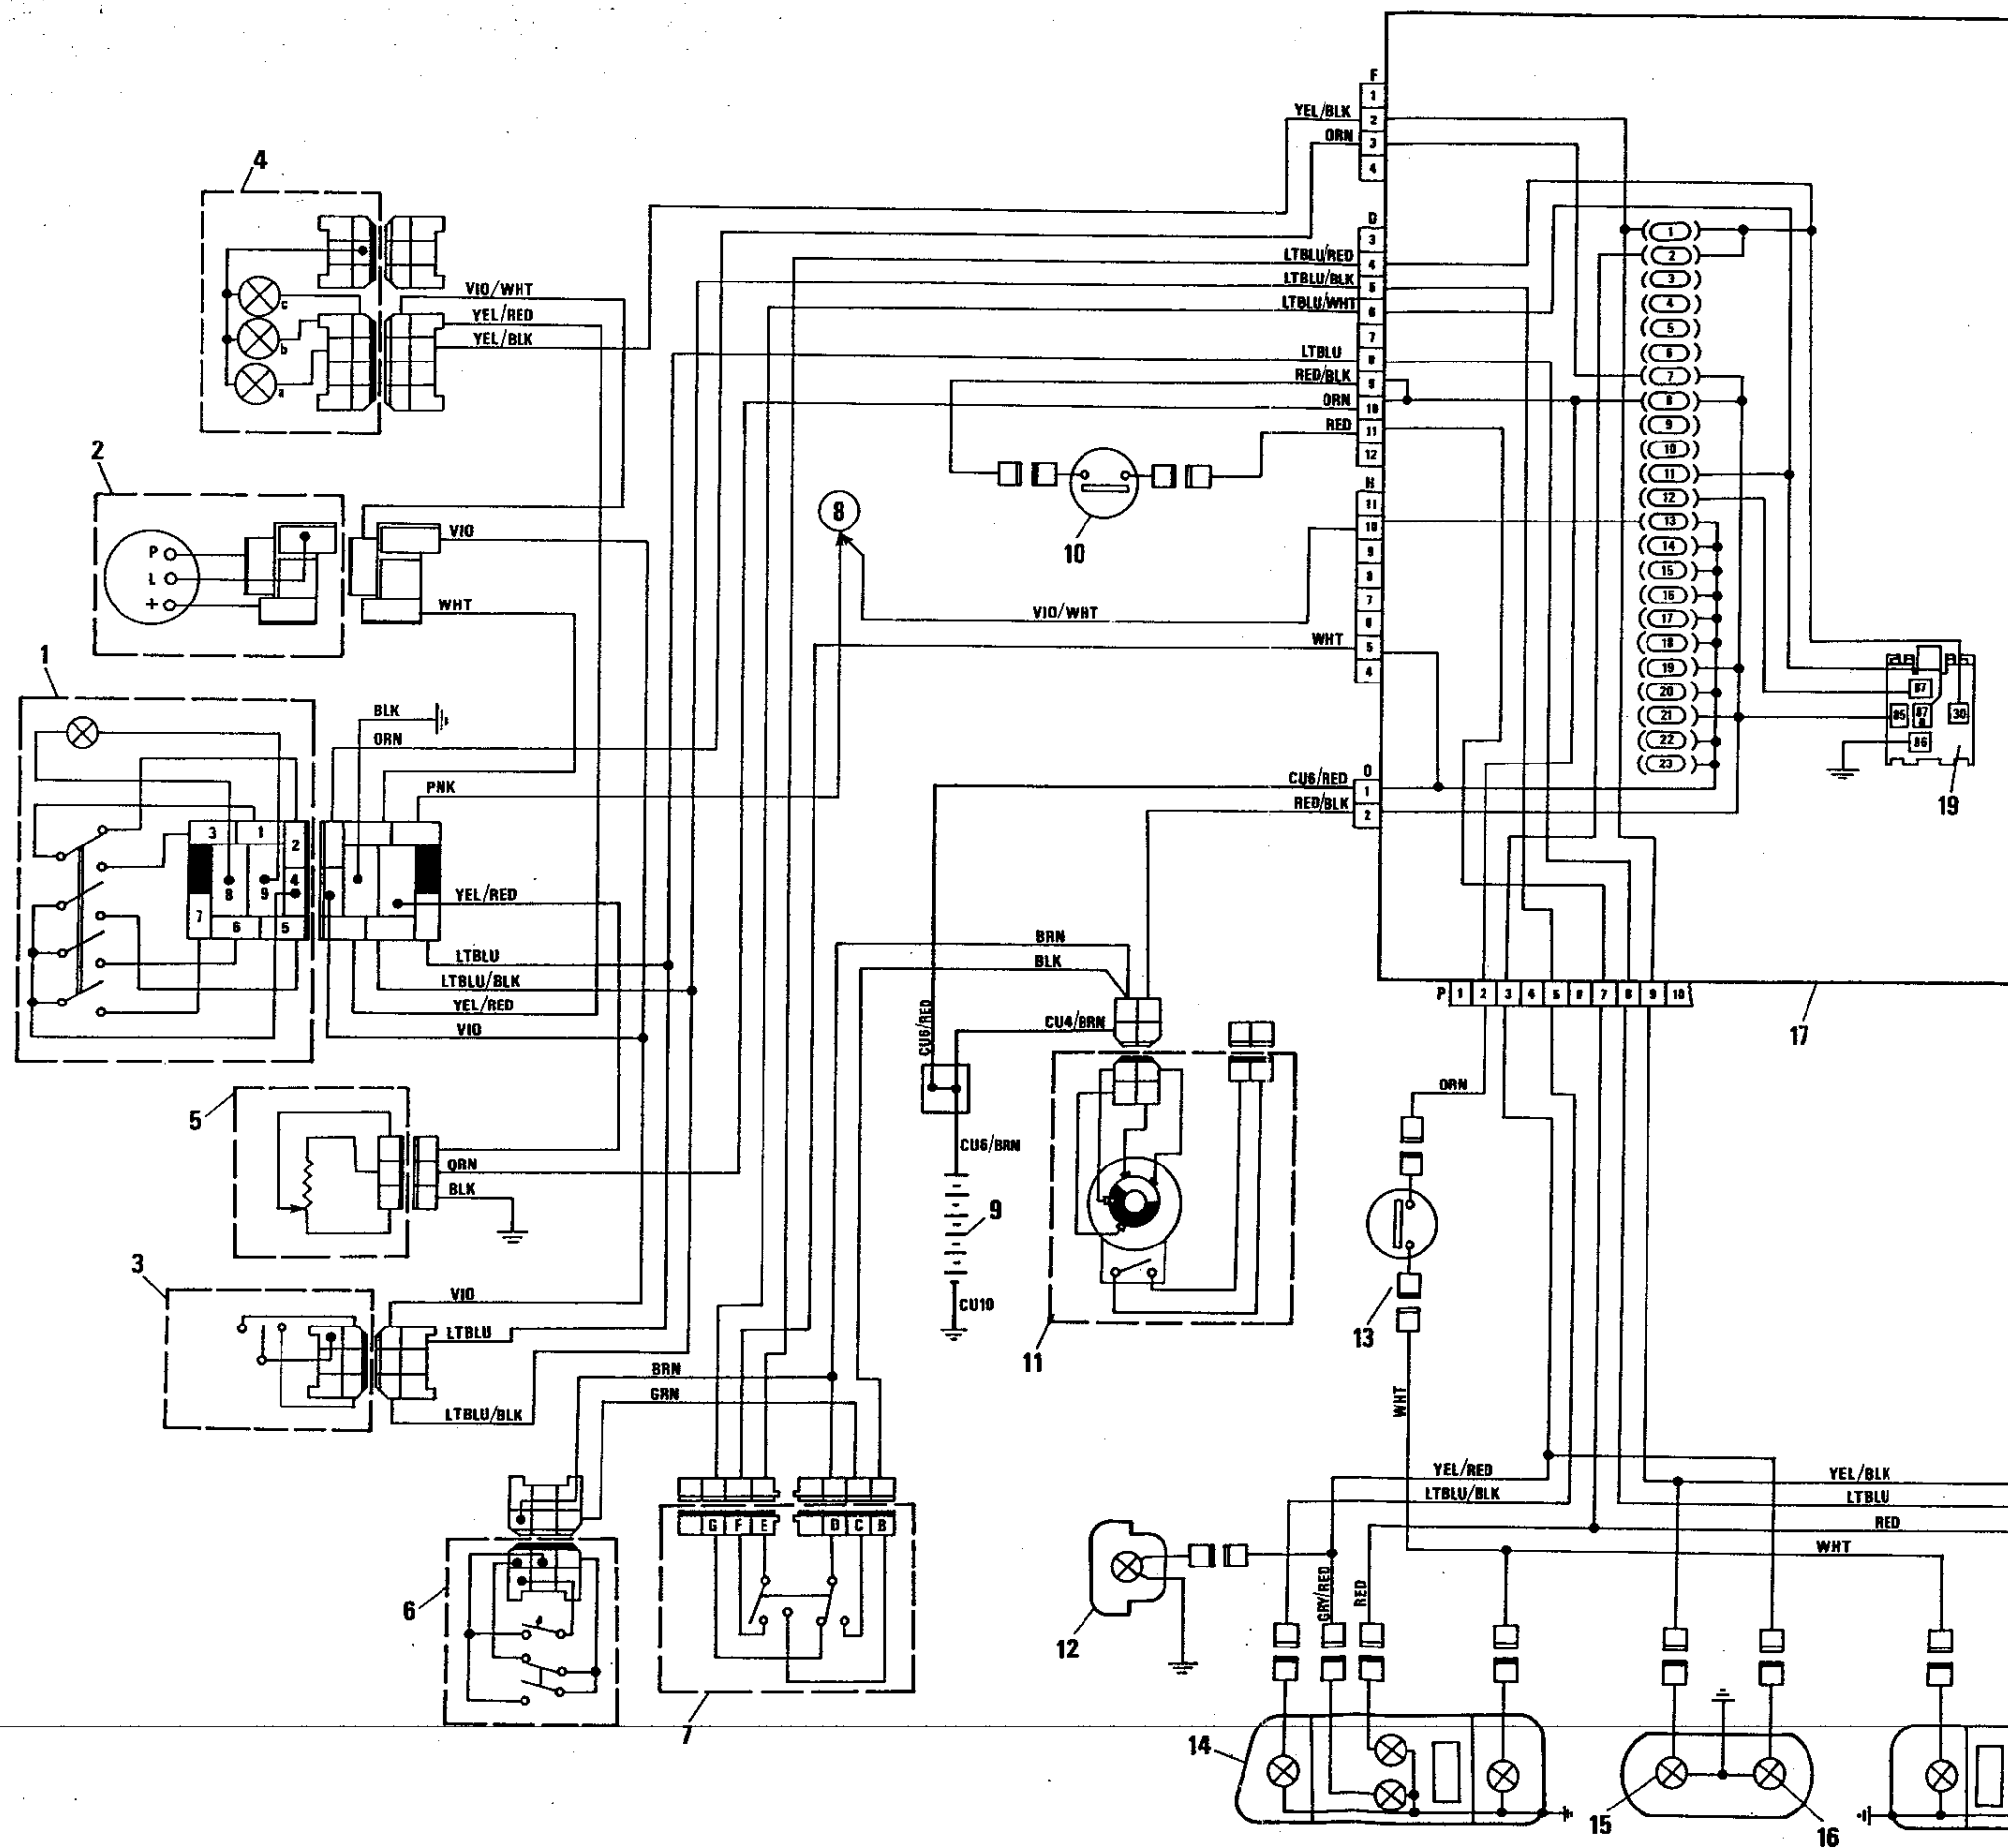 F
1
YEL/BLK
2
ORN
3
4
4
D
3
LTBLU/RED
4
LTBLU/BLK
5
LTBLU/WHT
6
7
LTBLU
8
RED/BLK
9
ORN
10
RED
11
12
VIO/WHT
YEL/RED
YEL/BLK
c
b
a
1
2
3
4
5
6
7
8
9
10
11
12
13
14
15
16
17
18
19
20
21
22
23
2
P
L
+
VIO
WHT
8
10
H
11
10
9
8
7
6
5
4
VIO/WHT
WHT
87
85
87
30
86
19
1
BLK
ORN
PNK
3
1
2
4
8
9
7
6
5
YEL/RED
LTBLU
LTBLU/BLK
YEL/RED
VIO
O
CU6/RED
1
RED/BLK
2
BRN
BLK
CU6/RED
CU4/BRN
P
1
2
3
4
5
6
7
8
9
10
17
5
ORN
BLK
CU6/BRN
9
CU10
11
ORN
13
WHT
3
VIO
LTBLU
LTBLU/BLK
BRN
GRN
G
F
E
D
C
B
6
7
YEL/RED
LTBLU/BLK
YEL/BLK
LTBLU
RED
WHT
12
GRY/RED
RED
14
15
16